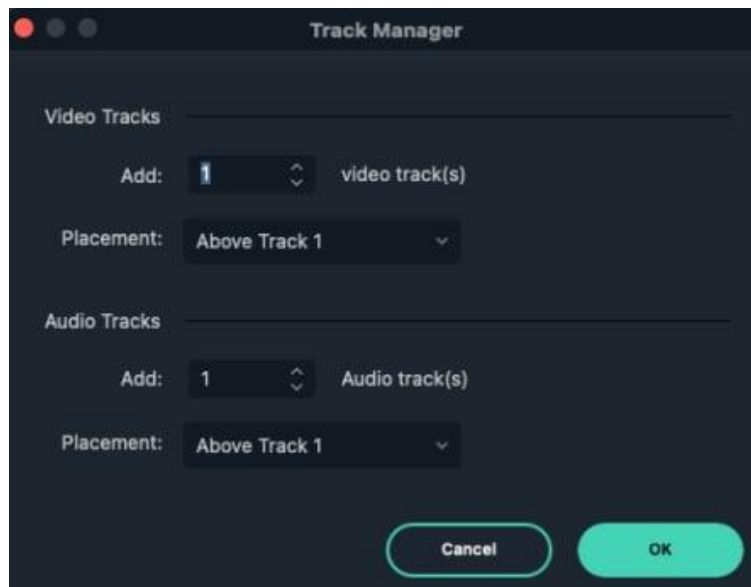 Track Manager
Video Tracks
Add: 1 video track(s)
Placement: Above Track 1
Audio Tracks
Add: 1 Audio track(s)
Placement: Above Track 1
Cancel OK